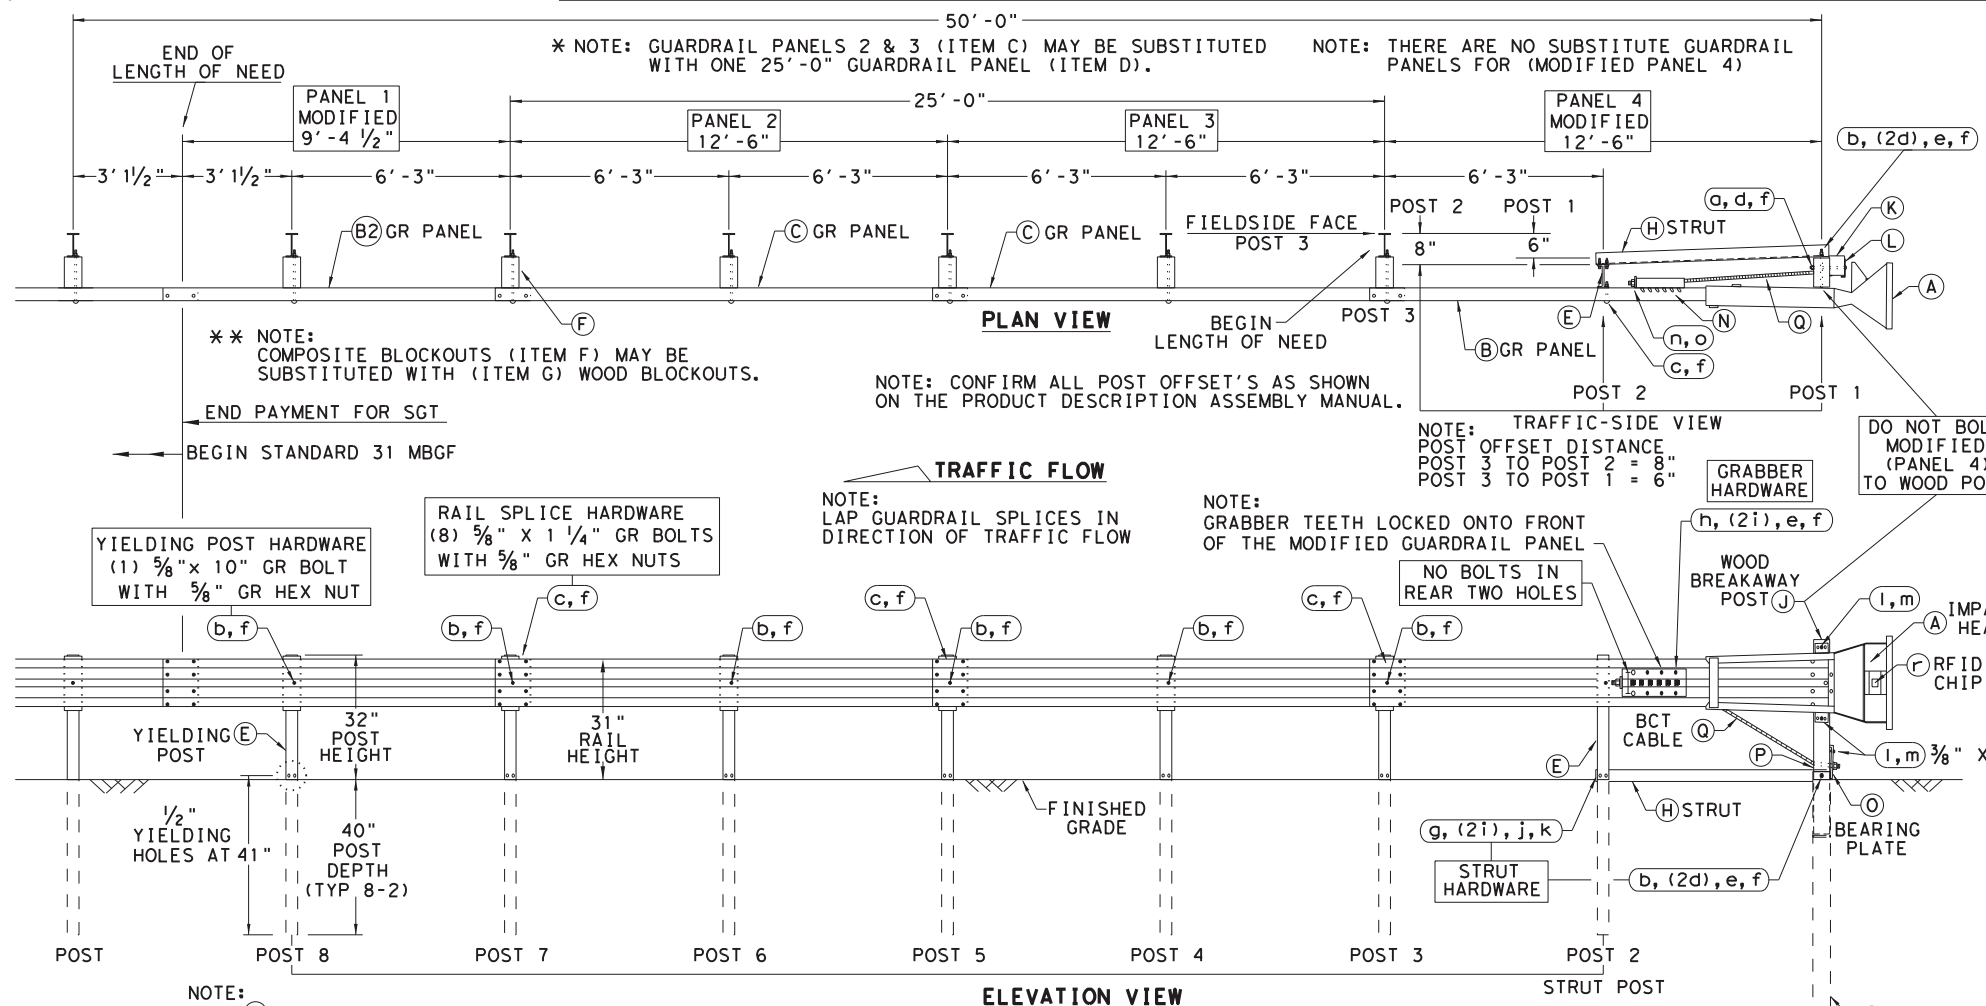 50'-0"
* NOTE: GUARDRAIL PANELS 2 & 3 (ITEM C) MAY BE SUBSTITUTED
WITH ONE 25'-0" GUARDRAIL PANEL (ITEM D).
NOTE: THERE ARE NO SUBSTITUTE GUARDRAIL
PANELS FOR (MODIFIED PANEL 4)
END OF
LENGTH OF NEED
PANEL 1
MODIFIED
9'-4 1/2"
25'-0"
PANEL 2
12'-6"
PANEL 3
12'-6"
PANEL 4
MODIFIED
12'-6"
b, (2d), e, f
3' 1 1/2"
3' 1 1/2"
6'-3"
6'-3"
6'-3"
6'-3"
6'-3"
6'-3"
B2 GR PANEL
C GR PANEL
C GR PANEL
FIELDSIDE FACE
POST 3
POST 2
8"
POST 1
6"
H STRUT
a, d, f
K
L
A
F
PLAN VIEW
BEGIN
LENGTH OF NEED
POST 3
B GR PANEL
E
n, o
c, f
N
Q
** NOTE:
COMPOSITE BLOCKOUTS (ITEM F) MAY BE
SUBSTITUTED WITH (ITEM G) WOOD BLOCKOUTS.
NOTE: CONFIRM ALL POST OFFSET'S AS SHOWN
ON THE PRODUCT DESCRIPTION ASSEMBLY MANUAL.
POST 2
POST 1
TRAFFIC-SIDE VIEW
NOTE:
POST OFFSET DISTANCE
POST 3 TO POST 2 = 8"
POST 3 TO POST 1 = 6"
END PAYMENT FOR SGT
BEGIN STANDARD 31 MBGF
TRAFFIC FLOW
NOTE:
LAP GUARDRAIL SPLICES IN
DIRECTION OF TRAFFIC FLOW
NOTE:
GRABBER TEETH LOCKED ONTO FRONT
OF THE MODIFIED GUARDRAIL PANEL
GRABBER
HARDWARE
h, (2i), e, f
DO NOT BOL
MODIFIED
(PANEL 4)
TO WOOD PO
YIELDING POST HARDWARE
(1) 5/8" x 10" GR BOLT
WITH 5/8" GR HEX NUT
RAIL SPLICE HARDWARE
(8) 5/8" X 1 1/4" GR BOLTS
WITH 5/8" GR HEX NUTS
NO BOLTS IN
REAR TWO HOLES
WOOD
BREAKAWAY
POST J
l, m
A IMPA
HEA
r RFID
CHIP
b, f
b, f
c, f
b, f
c, f
b, f
b, f
c, f
b, f
YIELDING E
POST
32"
POST
HEIGHT
31"
RAIL
HEIGHT
BCT
CABLE Q
E
P
l, m 3/8" X
1/2"
YIELDING
HOLES AT 41"
40"
POST
DEPTH
(TYP 8-2)
FINISHED
GRADE
g, (2i), j, k
STRUT
HARDWARE
H STRUT
b, (2d), e, f
O
BEARING
PLATE
POST
POST 8
POST 7
POST 6
POST 5
POST 4
POST 3
POST 2
STRUT POST
NOTE:
ELEVATION VIEW